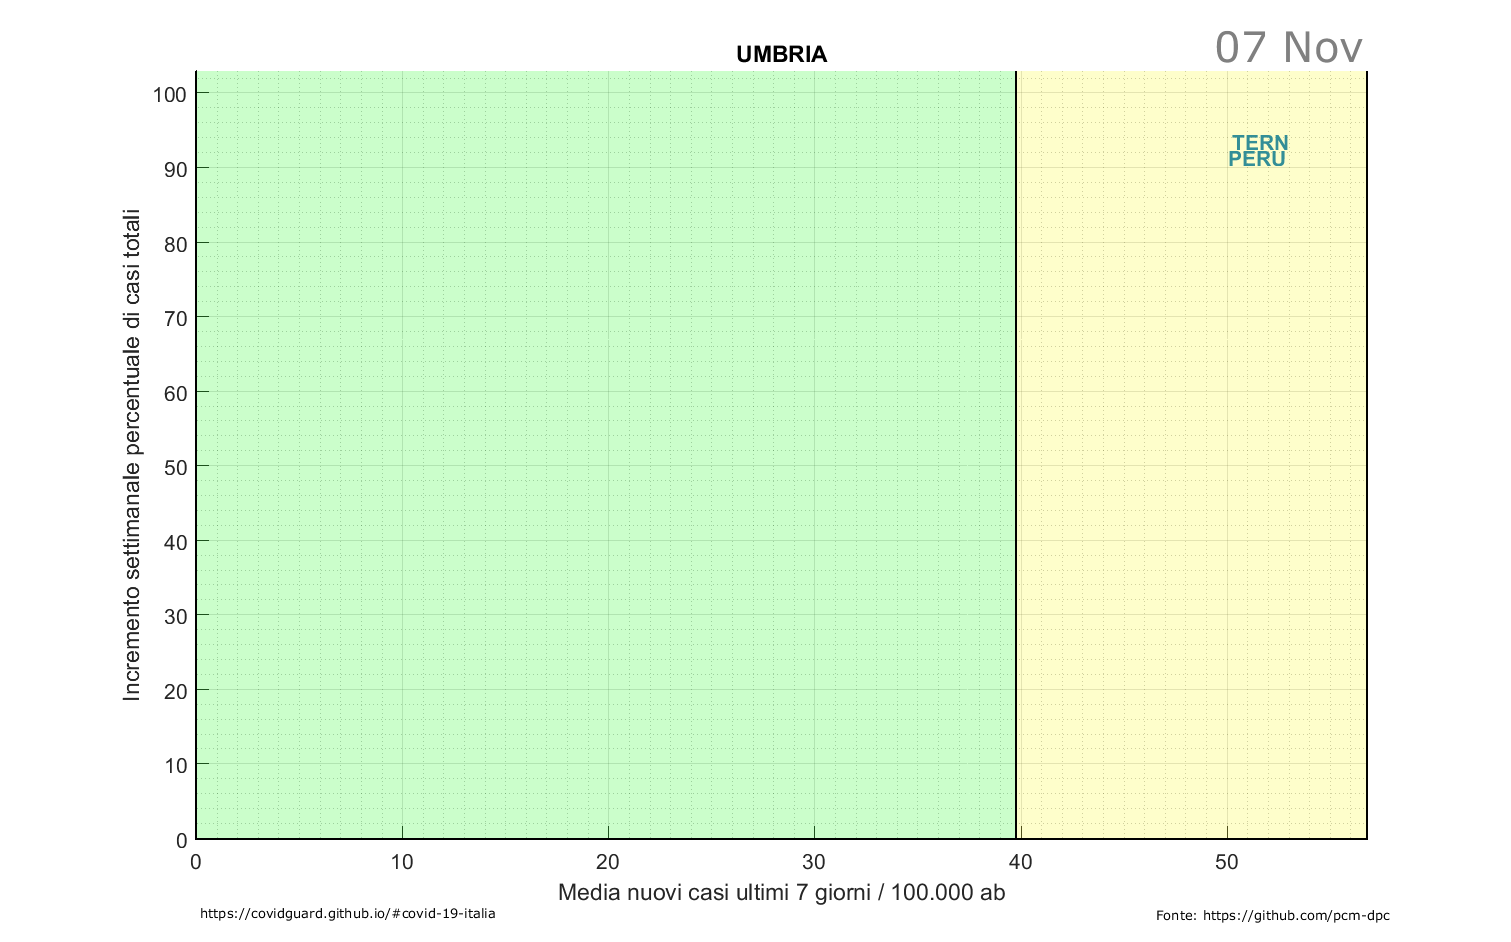 UMBRIA
07 Nov
Incremento settimanale percentuale di casi totali
100
90
80
70
60
50
40
30
20
10
0
TERN
PERU
0 10 20 30 40 50
Media nuovi casi ultimi 7 giorni / 100.000 ab
https://covidguard.github.io/#covid-19-italia
Fonte: https://github.com/pcm-dpc